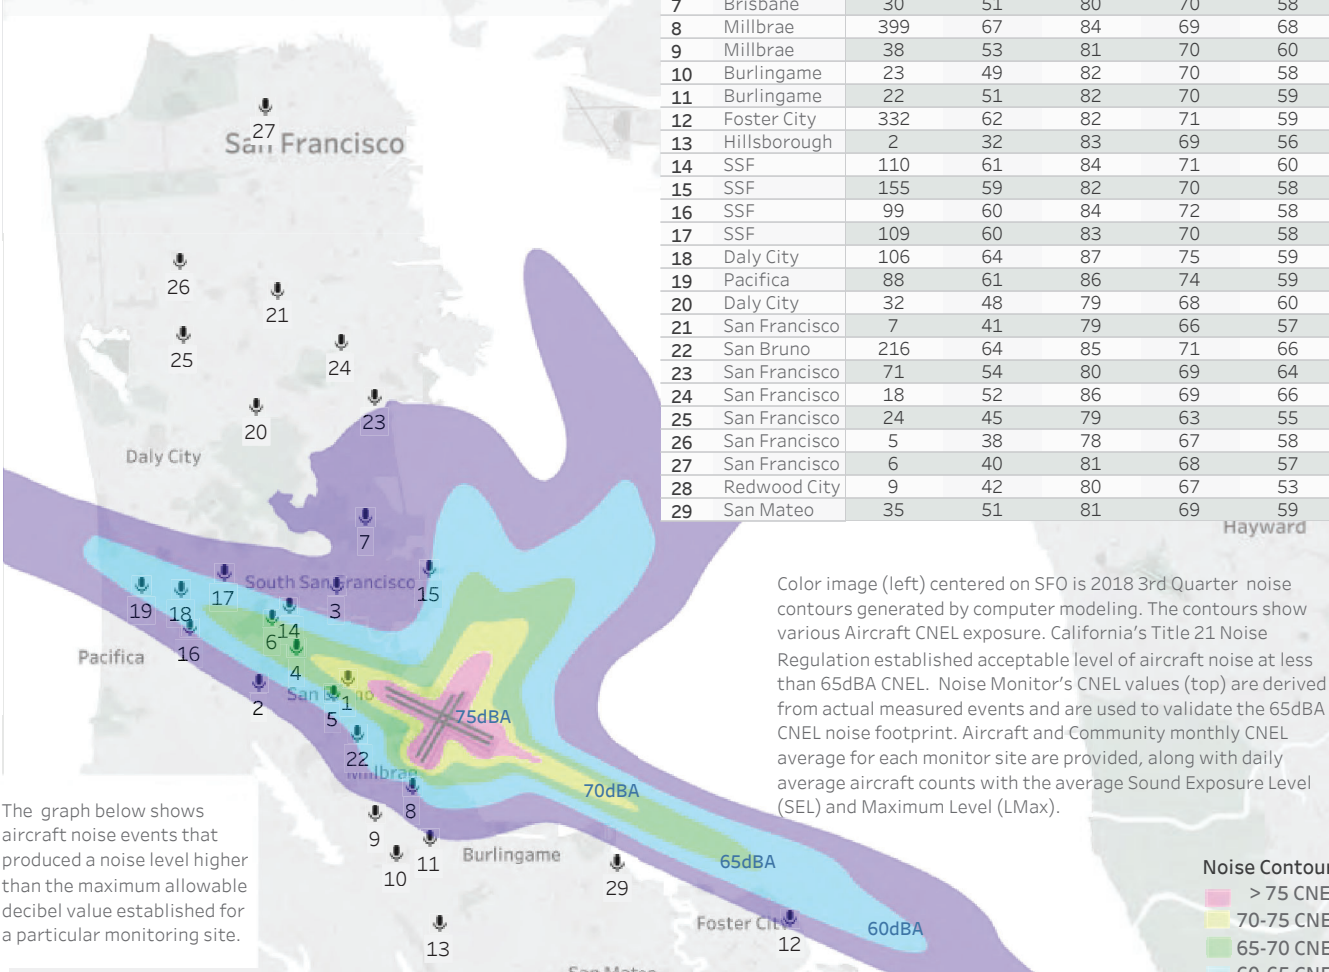 7 Brisbane 30 51 80 70 58
8 Millbrae 399 67 84 69 68
9 Millbrae 38 53 81 70 60
10 Burlingame 23 49 82 70 58
11 Burlingame 22 51 82 70 59
12 Foster City 332 62 82 71 59
13 Hillsborough 2 32 83 69 56
14 SSF 110 61 84 71 60
15 SSF 155 59 82 70 58
16 SSF 99 60 84 72 58
17 SSF 109 60 83 70 58
18 Daly City 106 64 87 75 59
19 Pacifica 88 61 86 74 59
20 Daly City 32 48 79 68 60
21 San Francisco 7 41 79 66 57
22 San Bruno 216 64 85 71 66
23 San Francisco 71 54 80 69 64
24 San Francisco 18 52 86 69 66
25 San Francisco 24 45 79 63 55
26 San Francisco 5 38 78 67 58
27 San Francisco 6 40 81 68 57
28 Redwood City 9 42 80 67 53
29 San Mateo 35 51 81 69 59
27
San Francisco
26
21
25
24
20
23
Daly City
7
Hayward
South San Francisco
19
18
17
3
15
6
14
16
4
Pacifica
2
San Bruno
1
5
75dBA
22
Millbrae
8
70dBA
9
11
10
Burlingame
65dBA
29
13
Foster City
12
60dBA
San Mateo
Color image (left) centered on SFO is 2018 3rd Quarter noise
contours generated by computer modeling. The contours show
various Aircraft CNEL exposure. California's Title 21 Noise
Regulation established acceptable level of aircraft noise at less
than 65dBA CNEL. Noise Monitor's CNEL values (top) are derived
from actual measured events and are used to validate the 65dBA
CNEL noise footprint. Aircraft and Community monthly CNEL
average for each monitor site are provided, along with daily
average aircraft counts with the average Sound Exposure Level
(SEL) and Maximum Level (LMax).
The graph below shows
aircraft noise events that
produced a noise level higher
than the maximum allowable
decibel value established for
a particular monitoring site.
Noise Contour
> 75 CNE
70-75 CNE
65-70 CNE
60-65 CNE